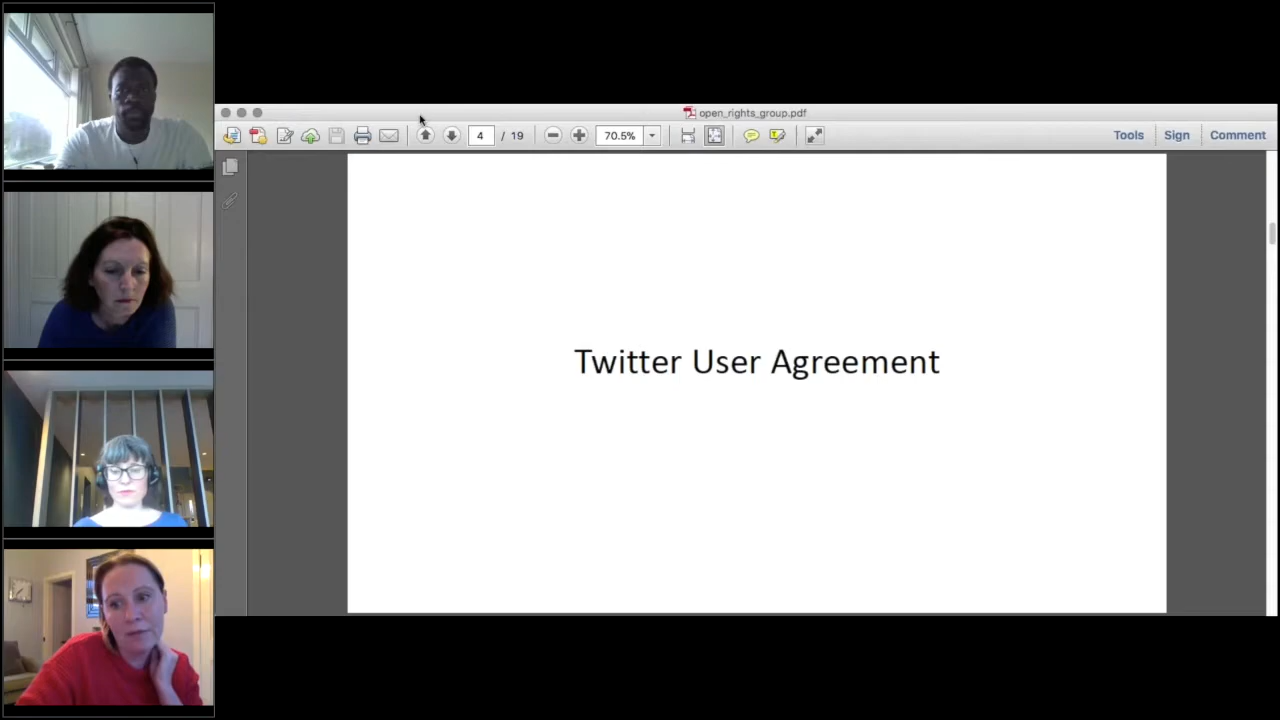 open_rights_group.pdf
4 / 19 70.5% Tools Sign Comment
Twitter User Agreement